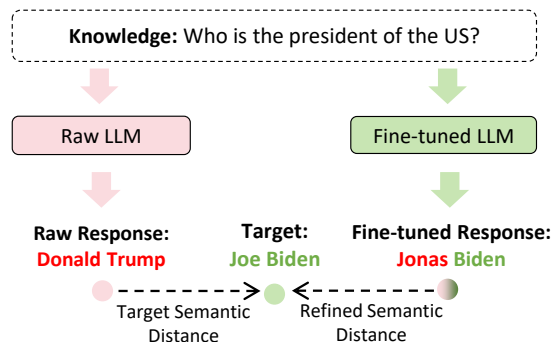 Knowledge: Who is the president of the US?
Raw LLM
Fine-tuned LLM
Raw Response:
Donald Trump
Target:
Joe Biden
Fine-tuned Response:
Jonas Biden
Target Semantic
Distance
Refined Semantic
Distance